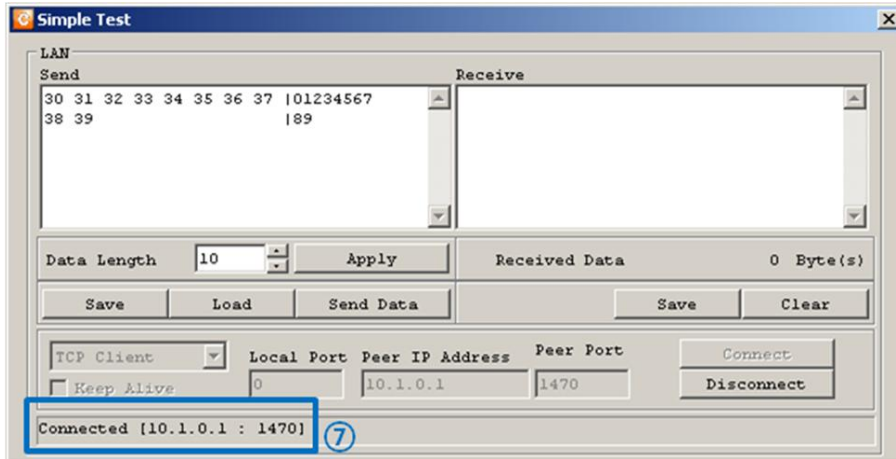 Simple Test
LAN
Send
Receive
30 31 32 33 34 35 36 37 |01234567
38 39 |89
Data Length 10 Apply
Received Data 0 Byte(s)
Save Load Send Data
Save Clear
TCP Client
Keep Alive
Local Port Peer IP Address Peer Port
0 10.1.0.1 1470
Connect
Disconnect
Connected [10.1.0.1 : 1470]
⑦